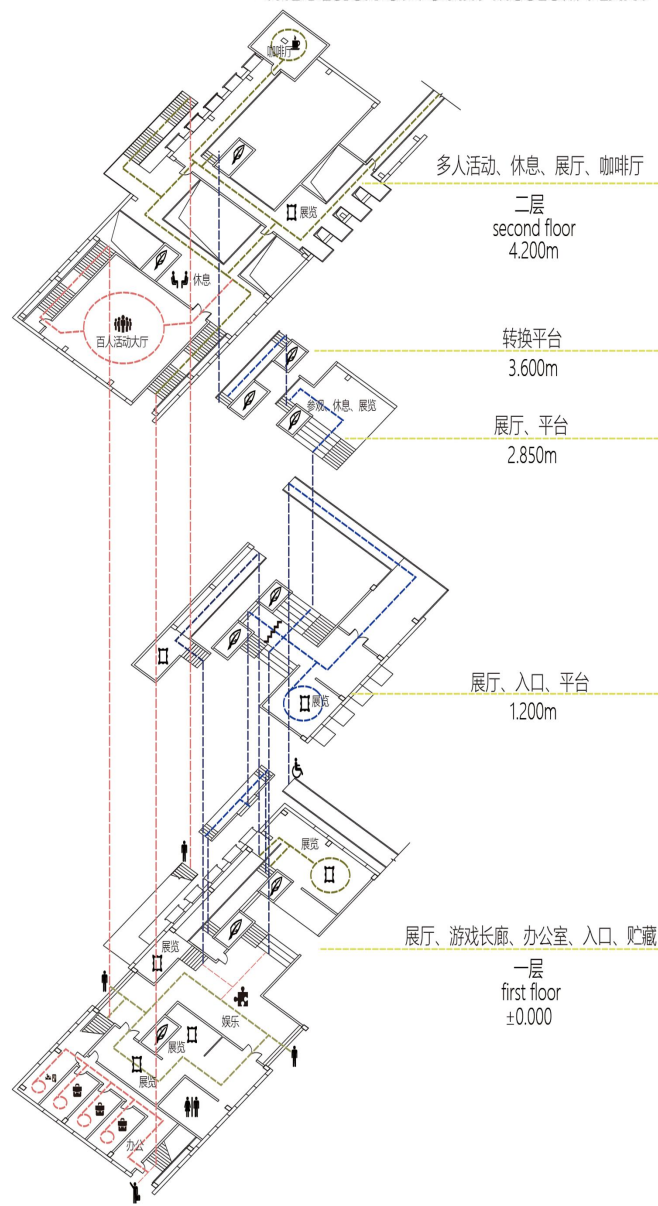 咖啡厅
多人活动、休息、展厅、咖啡厅
展览
二层
second floor
4.200m
休息
百人活动大厅
转换平台
3.600m
参观、休息、展览
展厅、平台
2.850m
展厅、入口、平台
展览
1.200m
展览
展厅、游戏长廊、办公室、入口、贮藏
展览
一层
first floor
±0.000
娱乐
展览
展览
办公